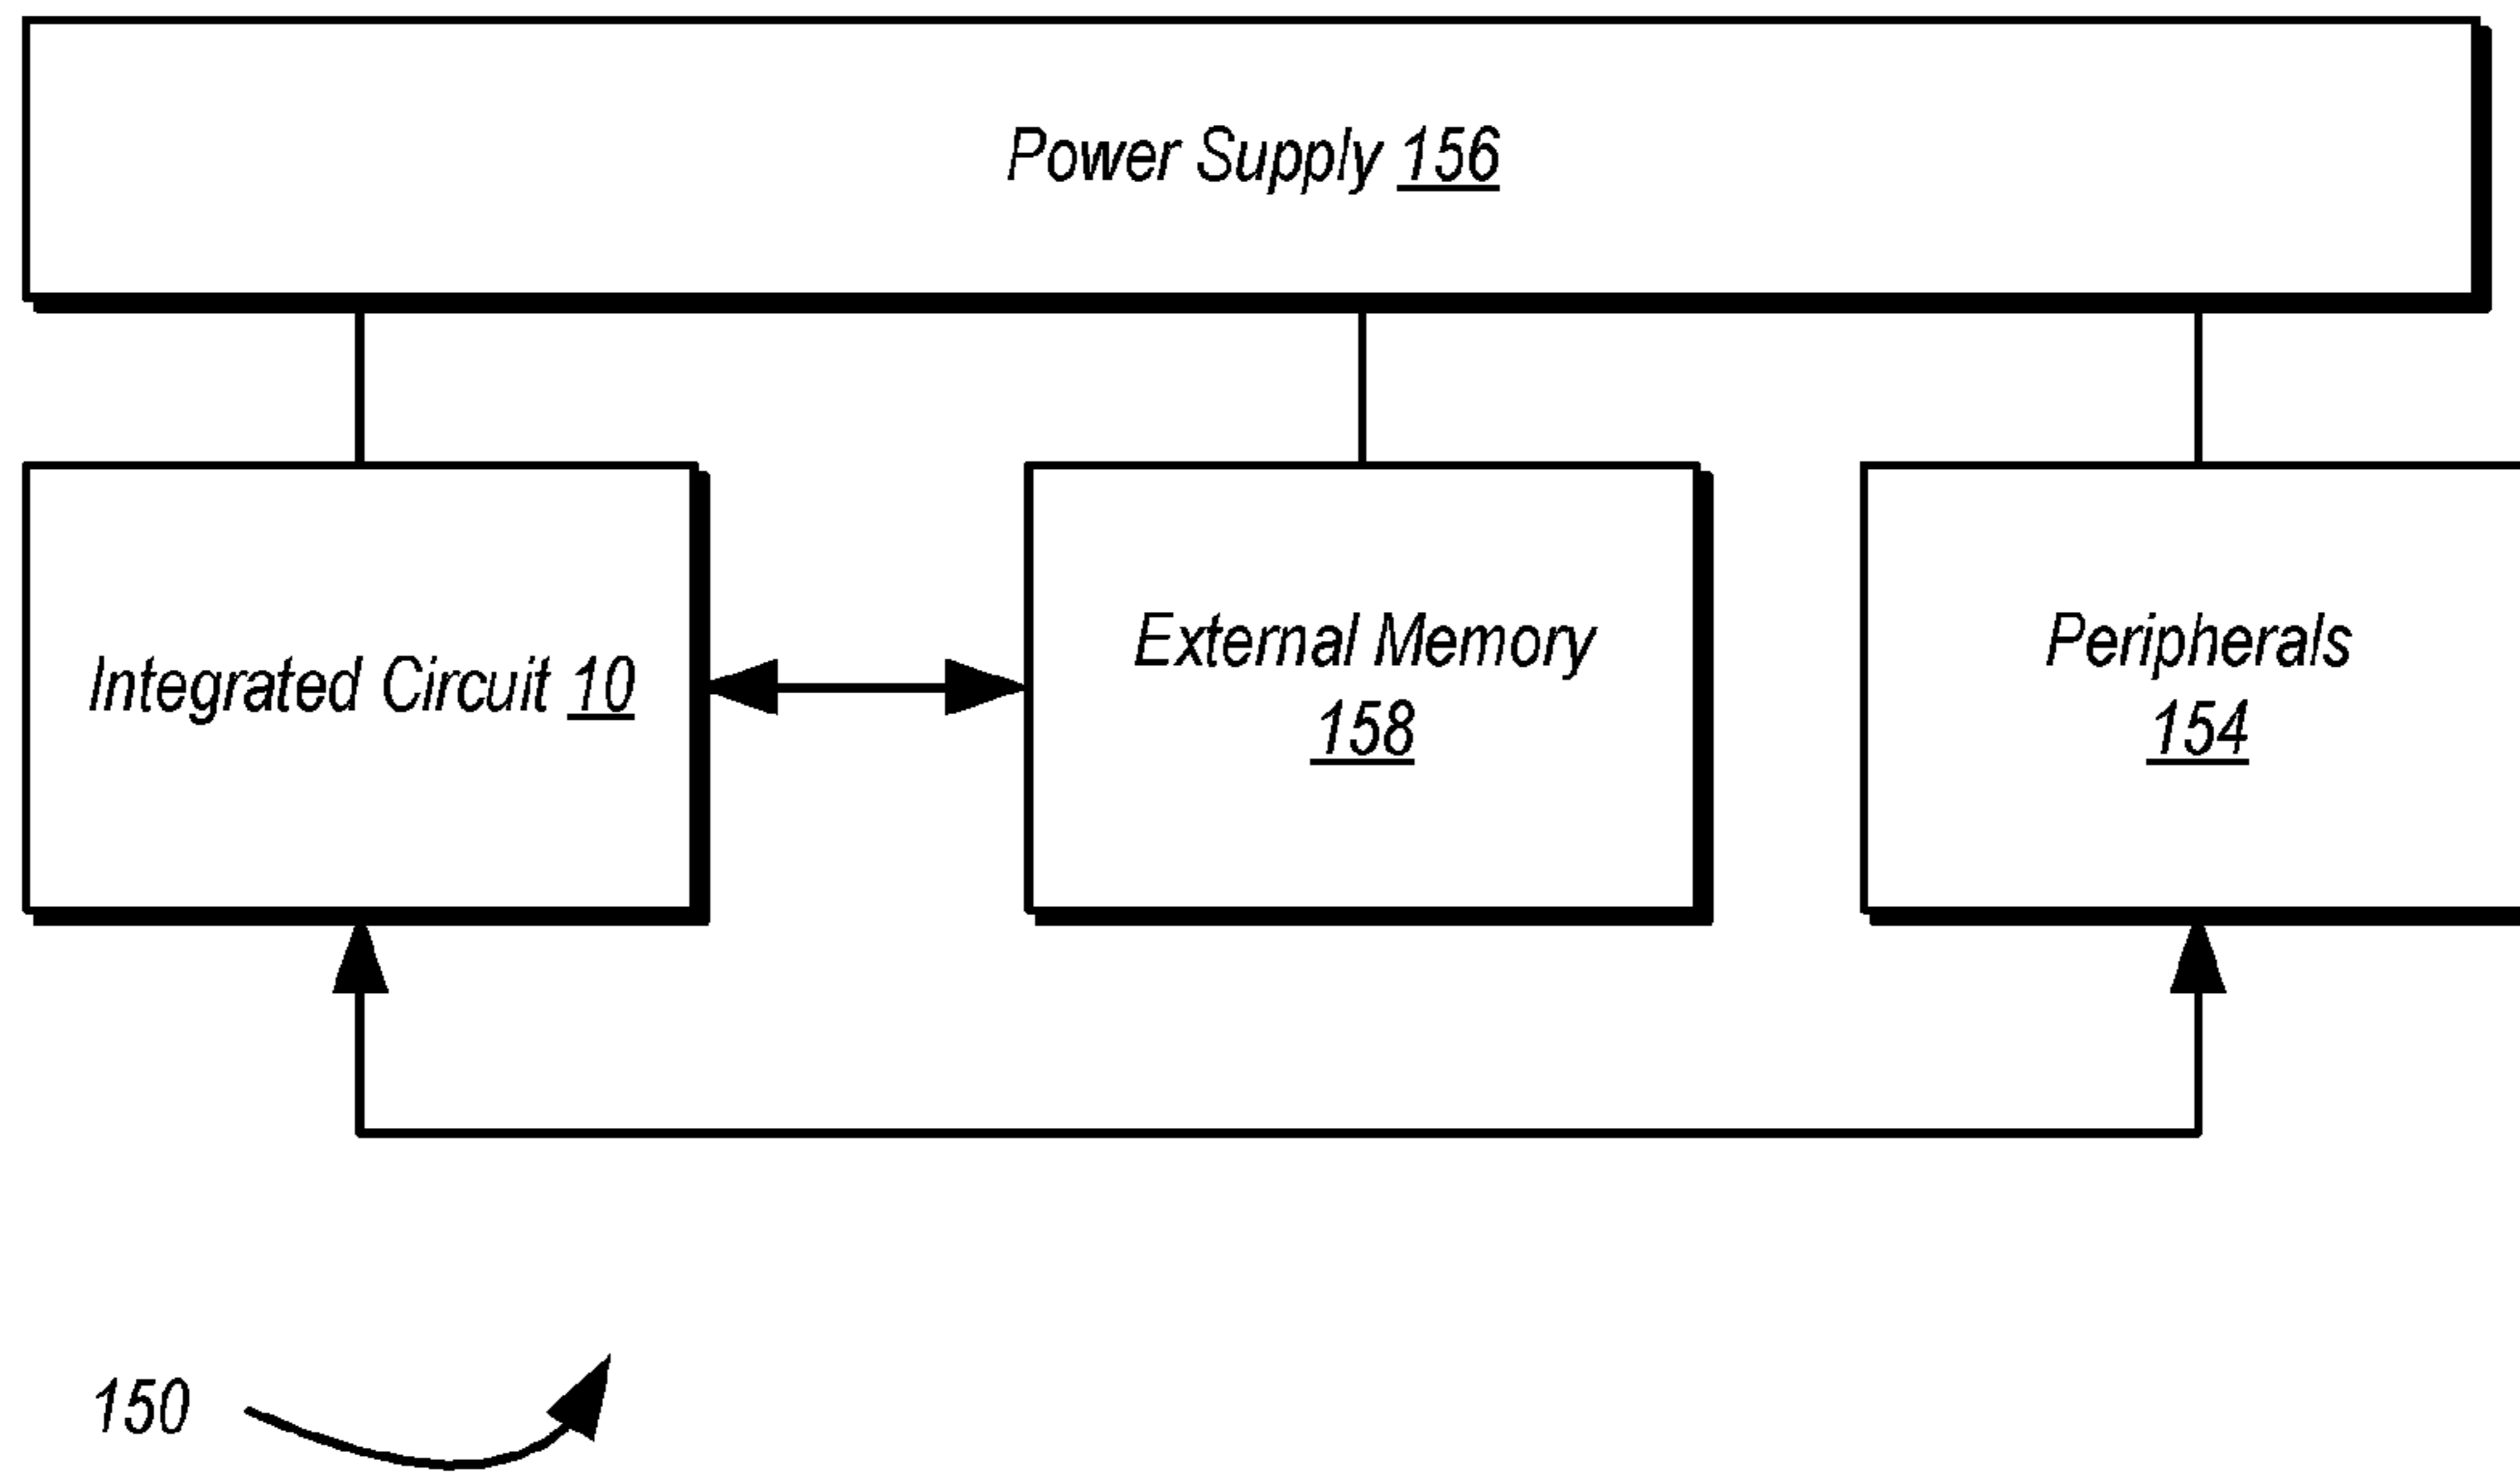 Power Supply 156
Integrated Circuit 10
External Memory
158
Peripherals
154
150